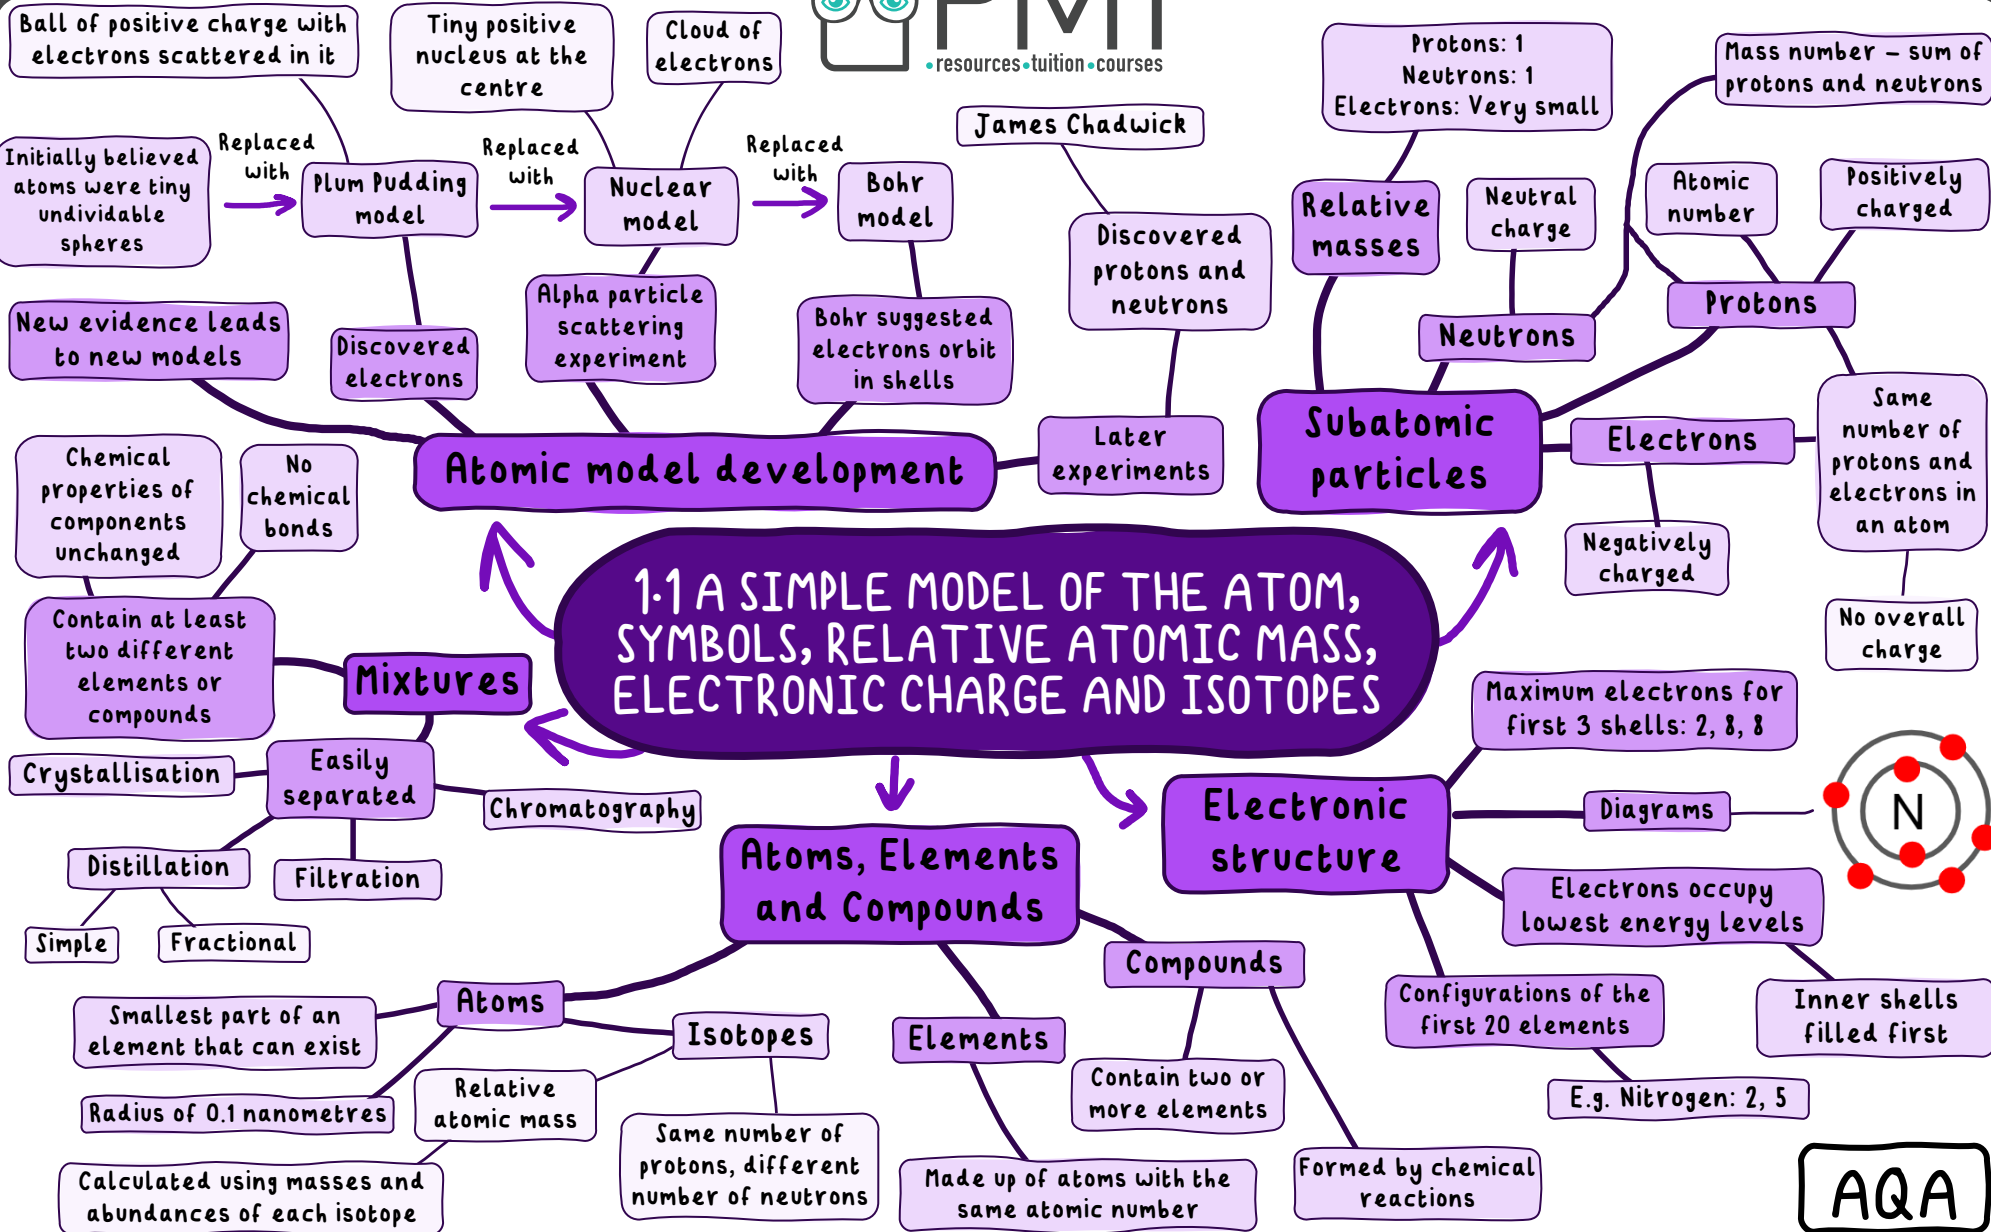 Ball of positive charge with
electrons scattered in it
Tiny positive
nucleus at the
centre
Cloud of
electrons
PMT
•resources•tuition•courses
Initially believed
atoms were tiny
undividable
spheres
Replaced
with
Plum Pudding
model
Replaced
with
Nuclear
model
Replaced
with
Bohr
model
James Chadwick
Discovered
protons and
neutrons
New evidence leads
to new models
Discovered
electrons
Alpha particle
scattering
experiment
Bohr suggested
electrons orbit
in shells
Later
experiments
Atomic model development
Protons: 1
Neutrons: 1
Electrons: Very small
Mass number – sum of
protons and neutrons
Relative
masses
Neutral
charge
Atomic
number
Positively
charged
Neutrons
Protons
Subatomic
particles
Electrons
Same
number of
protons and
electrons in
an atom
Negatively
charged
No overall
charge
1.1 A SIMPLE MODEL OF THE ATOM,
SYMBOLS, RELATIVE ATOMIC MASS,
ELECTRONIC CHARGE AND ISOTOPES
Chemical
properties of
components
unchanged
No
chemical
bonds
Contain at least
two different
elements or
compounds
Mixtures
Crystallisation
Easily
separated
Chromatography
Distillation
Filtration
Simple
Fractional
Atoms, Elements
and Compounds
Atoms
Smallest part of an
element that can exist
Radius of 0.1 nanometres
Isotopes
Relative
atomic mass
Calculated using masses and
abundances of each isotope
Same number of
protons, different
number of neutrons
Elements
Made up of atoms with the
same atomic number
Compounds
Contain two or
more elements
Formed by chemical
reactions
Electronic
structure
Maximum electrons for
first 3 shells: 2, 8, 8
Diagrams
N
Electrons occupy
lowest energy levels
Inner shells
filled first
Configurations of the
first 20 elements
E.g. Nitrogen: 2, 5
AQA